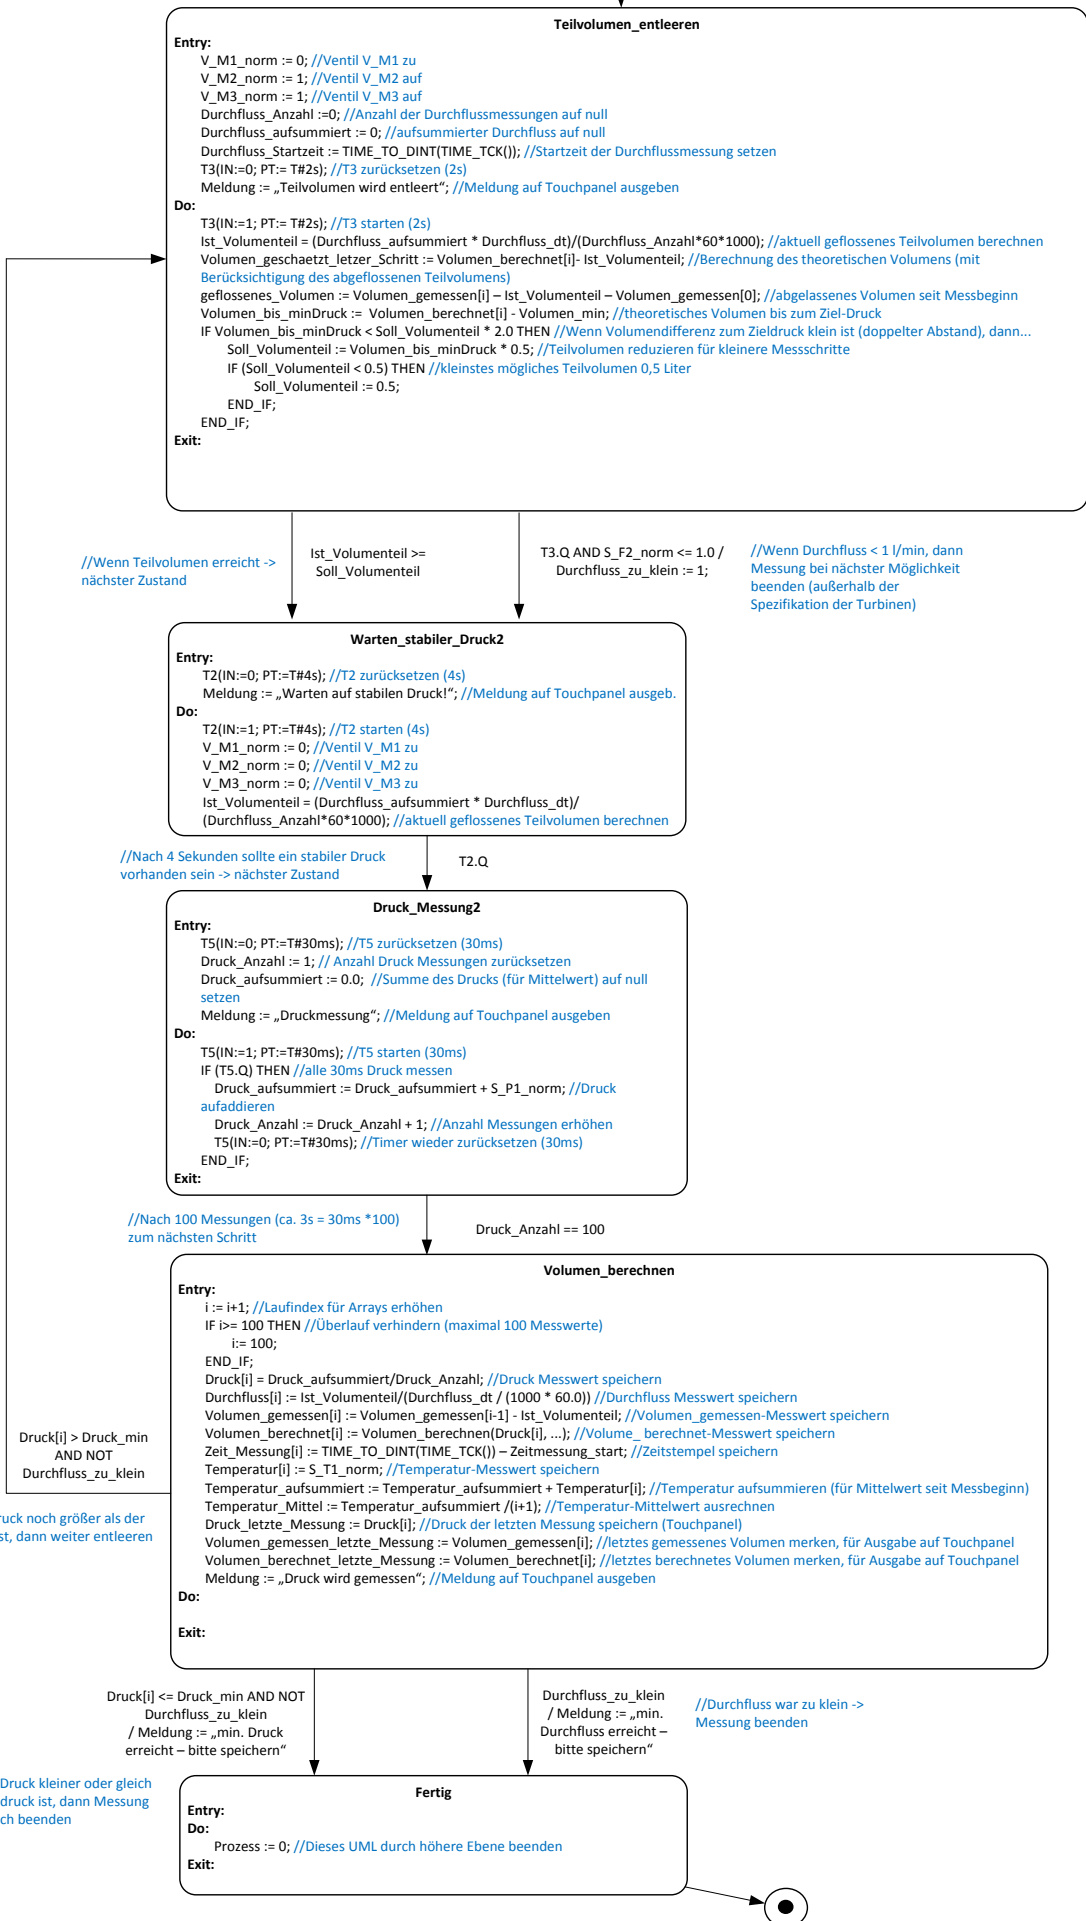 Teilvolumen_entleeren
Entry:
V_M1_norm := 0; //Ventil V_M1 zu
V_M2_norm := 1; //Ventil V_M2 auf
V_M3_norm := 1; //Ventil V_M3 auf
Durchfluss_Anzahl :=0; //Anzahl der Durchflussmessungen auf null
Durchfluss_aufsummiert := 0; //aufsummierter Durchfluss auf null
Durchfluss_Startzeit := TIME_TO_DINT(TIME_TCK()); //Startzeit der Durchflussmessung setzen
T3(IN:=0; PT:= T#2s); //T3 zurücksetzen (2s)
Meldung := „Teilvolumen wird entleert“; //Meldung auf Touchpanel ausgeben
Do:
T3(IN:=1; PT:= T#2s); //T3 starten (2s)
Ist_Volumenteil = (Durchfluss_aufsummiert * Durchfluss_dt)/(Durchfluss_Anzahl*60*1000); //aktuell geflossenes Teilvolumen berechnen
Volumen_geschaetzt_letzer_Schritt := Volumen_berechnet[i]- Ist_Volumenteil; //Berechnung des theoretischen Volumens (mit
Berücksichtigung des abgeflossenen Teilvolumens)
geflossenes_Volumen := Volumen_gemessen[i] – Ist_Volumenteil – Volumen_gemessen[0]; //abgelassenes Volumen seit Messbeginn
Volumen_bis_minDruck := Volumen_berechnet[i] - Volumen_min; //theoretisches Volumen bis zum Ziel-Druck
IF Volumen_bis_minDruck < Soll_Volumenteil * 2.0 THEN //Wenn Volumendifferenz zum Zieldruck klein ist (doppelter Abstand), dann...
Soll_Volumenteil := Volumen_bis_minDruck * 0.5; //Teilvolumen reduzieren für kleinere Messschritte
IF (Soll_Volumenteil < 0.5) THEN //kleinstes mögliches Teilvolumen 0,5 Liter
Soll_Volumenteil := 0.5;
END_IF;
END_IF;
Exit:
//Wenn Teilvolumen erreicht ->
nächster Zustand
Ist_Volumenteil >=
Soll_Volumenteil
T3.Q AND S_F2_norm <= 1.0 /
Durchfluss_zu_klein := 1;
//Wenn Durchfluss < 1 l/min, dann
Messung bei nächster Möglichkeit
beenden (außerhalb der
Spezifikation der Turbinen)
Warten_stabiler_Druck2
Entry:
T2(IN:=0; PT:=T#4s); //T2 zurücksetzen (4s)
Meldung := „Warten auf stabilen Druck!“; //Meldung auf Touchpanel ausgeb.
Do:
T2(IN:=1; PT:=T#4s); //T2 starten (4s)
V_M1_norm := 0; //Ventil V_M1 zu
V_M2_norm := 0; //Ventil V_M2 zu
V_M3_norm := 0; //Ventil V_M3 zu
Ist_Volumenteil = (Durchfluss_aufsummiert * Durchfluss_dt)/
(Durchfluss_Anzahl*60*1000); //aktuell geflossenes Teilvolumen berechnen
//Nach 4 Sekunden sollte ein stabiler Druck
vorhanden sein -> nächster Zustand
T2.Q
Druck_Messung2
Entry:
T5(IN:=0; PT:=T#30ms); //T5 zurücksetzen (30ms)
Druck_Anzahl := 1; // Anzahl Druck Messungen zurücksetzen
Druck_aufsummiert := 0.0; //Summe des Drucks (für Mittelwert) auf null
setzen
Meldung := „Druckmessung“; //Meldung auf Touchpanel ausgeben
Do:
T5(IN:=1; PT:=T#30ms); //T5 starten (30ms)
IF (T5.Q) THEN //alle 30ms Druck messen
Druck_aufsummiert := Druck_aufsummiert + S_P1_norm; //Druck
aufaddieren
Druck_Anzahl := Druck_Anzahl + 1; //Anzahl Messungen erhöhen
T5(IN:=0; PT:=T#30ms); //Timer wieder zurücksetzen (30ms)
END_IF;
Exit:
//Nach 100 Messungen (ca. 3s = 30ms *100)
zum nächsten Schritt
Druck_Anzahl == 100
Volumen_berechnen
Entry:
i := i+1; //Laufindex für Arrays erhöhen
IF i>= 100 THEN //Überlauf verhindern (maximal 100 Messwerte)
i:= 100;
END_IF;
Druck[i] = Druck_aufsummiert/Druck_Anzahl; //Druck Messwert speichern
Durchfluss[i] := Ist_Volumenteil/(Durchfluss_dt / (1000 * 60.0)) //Durchfluss Messwert speichern
Volumen_gemessen[i] := Volumen_gemessen[i-1] - Ist_Volumenteil; //Volumen_gemessen-Messwert speichern
Volumen_berechnet[i] := Volumen_berechnen(Druck[i], ...); //Volume_ berechnet-Messwert speichern
Zeit_Messung[i] := TIME_TO_DINT(TIME_TCK()) – Zeitmessung_start; //Zeitstempel speichern
Temperatur[i] := S_T1_norm; //Temperatur-Messwert speichern
Temperatur_aufsummiert := Temperatur_aufsummiert + Temperatur[i]; //Temperatur aufsummieren (für Mittelwert seit Messbeginn)
Temperatur_Mittel := Temperatur_aufsummiert /(i+1); //Temperatur-Mittelwert ausrechnen
Druck_letzte_Messung := Druck[i]; //Druck der letzten Messung speichern (Touchpanel)
Volumen_gemessen_letzte_Messung := Volumen_gemessen[i]; //letztes gemessenes Volumen merken, für Ausgabe auf Touchpanel
Volumen_berechnet_letzte_Messung := Volumen_berechnet[i]; //letztes berechnetes Volumen merken, für Ausgabe auf Touchpanel
Meldung := „Druck wird gemessen“; //Meldung auf Touchpanel ausgeben
Do:
Exit:
Druck[i] > Druck_min
AND NOT
Durchfluss_zu_klein
ruck noch größer als der
st, dann weiter entleeren
Druck[i] <= Druck_min AND NOT
Durchfluss_zu_klein
/ Meldung := „min. Druck
erreicht – bitte speichern“
Durchfluss_zu_klein
/ Meldung := „min.
Durchfluss erreicht –
bitte speichern“
//Durchfluss war zu klein ->
Messung beenden
Druck kleiner oder gleich
druck ist, dann Messung
ch beenden
Fertig
Entry:
Do:
Prozess := 0; //Dieses UML durch höhere Ebene beenden
Exit: